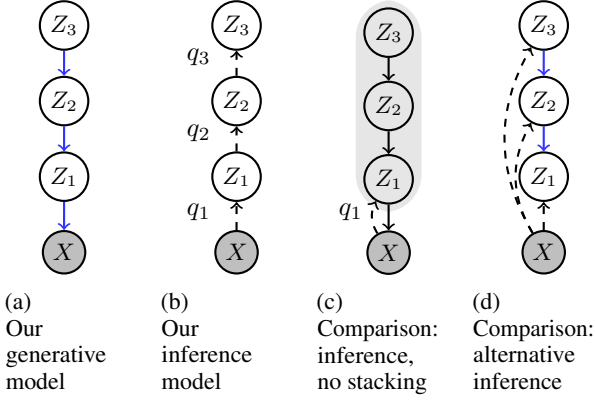 Z3 Z3 Z3 Z3
q3
Z2 Z2 Z2 Z2
q2
Z1 Z1 Z1 Z1
q1 q1
X X X X
(a) (b) (c) (d)
Our Our Comparison: Comparison:
generative inference inference, alternative
model model no stacking inference